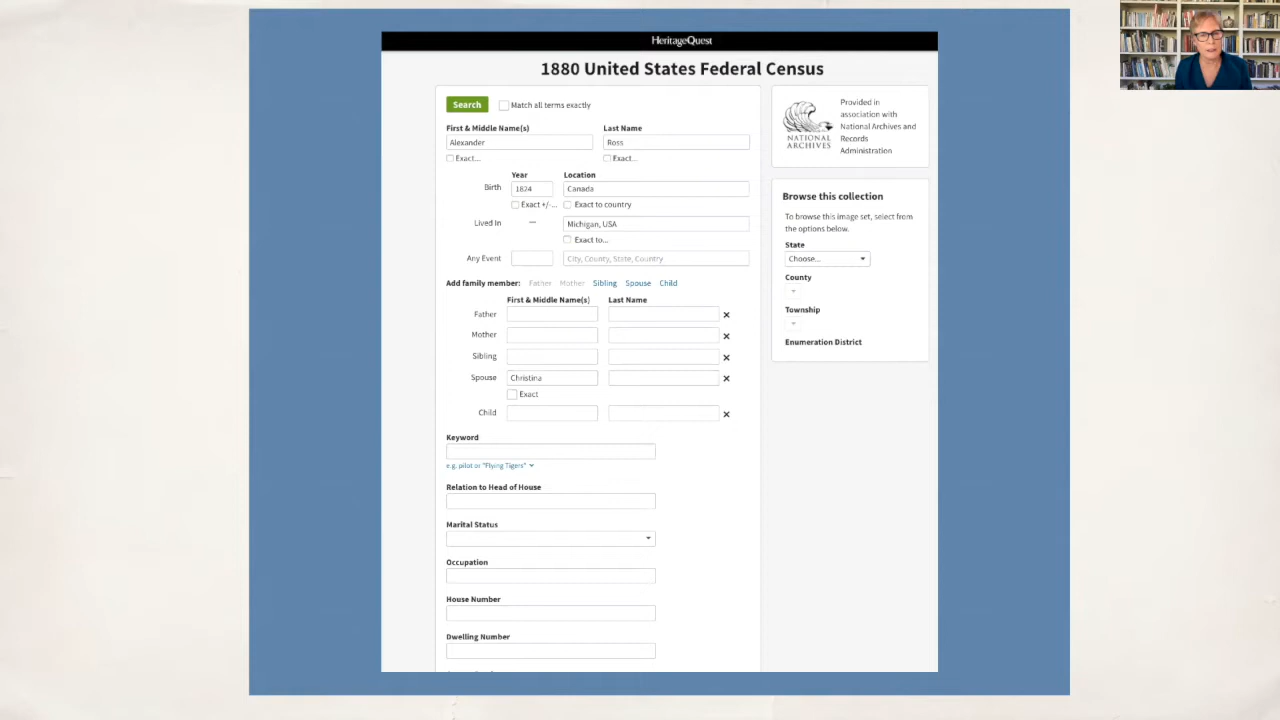 HeritageQuest
1880 United States Federal Census
Search Match all terms exactly
First & Middle Name(s) Last Name
Alexander Ross
Exact... Exact...
Year Location
Birth 1824 Canada
Exact +/-... Exact to country
Lived In — Michigan, USA
Exact to...
Any Event City, County, State, Country
Add family member: Father Mother Sibling Spouse Child
First & Middle Name(s) Last Name
Father
Mother
Sibling
Spouse Christina
Exact
Child
Keyword
e.g. pilot or "Flying Tigers"
Relation to Head of House
Marital Status
Occupation
House Number
Dwelling Number
NATIONAL
ARCHIVES
Provided in
association with
National Archives and
Records
Administration
Browse this collection
To browse this image set, select from
the options below.
State
Choose...
County
Township
Enumeration District